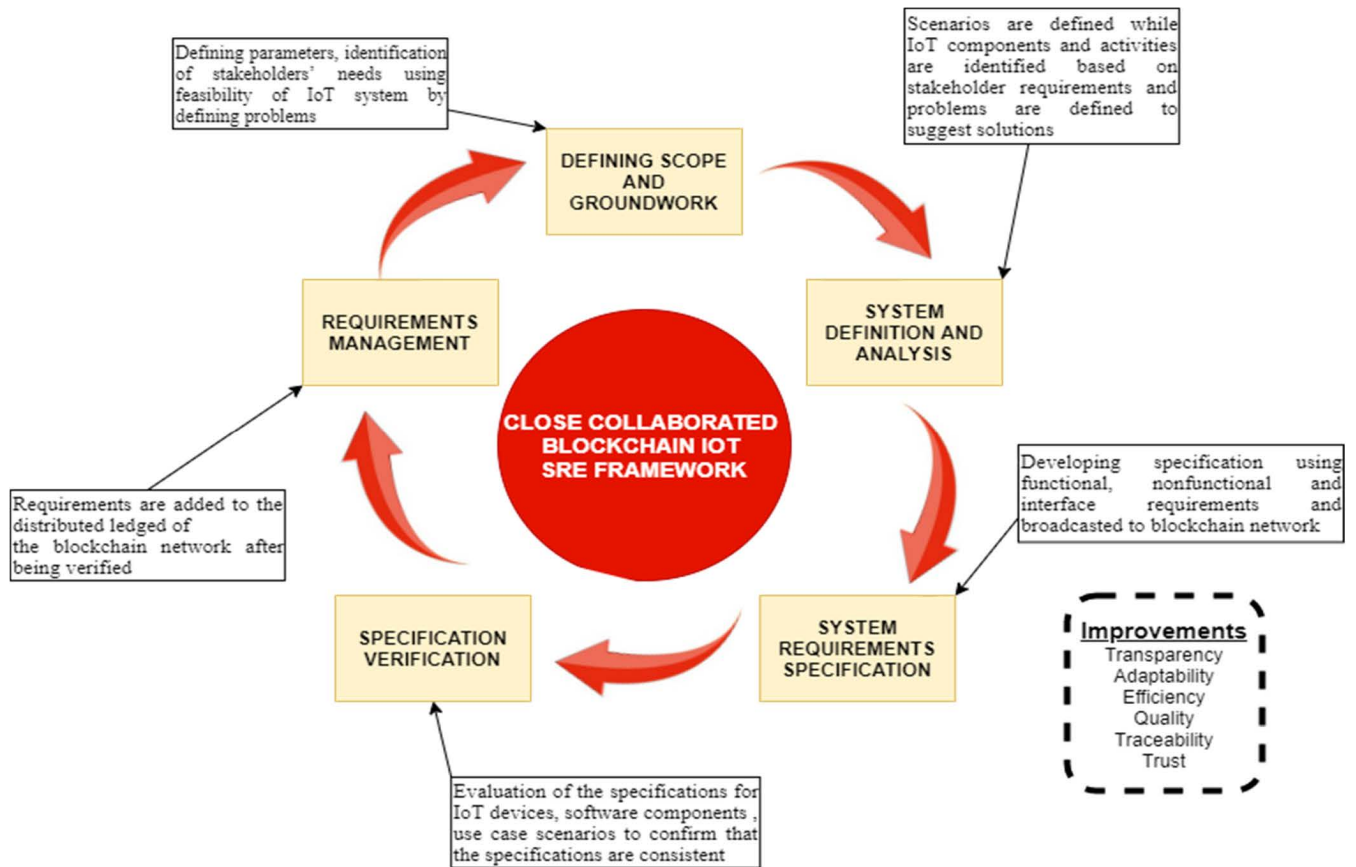 Defining parameters, identification
of stakeholders' needs using
feasibility of IoT system by
defining problems
Scenarios are defined while
IoT components and activities
are identified based on
stakeholder requirements and
problems are defined to
suggest solutions
DEFINING SCOPE
AND
GROUNDWORK
REQUIREMENTS
MANAGEMENT
SYSTEM
DEFINITION AND
ANALYSIS
CLOSE COLLABORATED
BLOCKCHAIN IOT
SRE FRAMEWORK
Developing specification using
functional, nonfunctional and
interface requirements and
broadcasted to blockchain network
Requirements are added to the
distributed ledged of
the blockchain network after
being verified
SPECIFICATION
VERIFICATION
SYSTEM
REQUIREMENTS
SPECIFICATION
Improvements
Transparency
Adaptability
Efficiency
Quality
Traceability
Trust
Evaluation of the specifications for
IoT devices, software components ,
use case scenarios to confirm that
the specifications are consistent